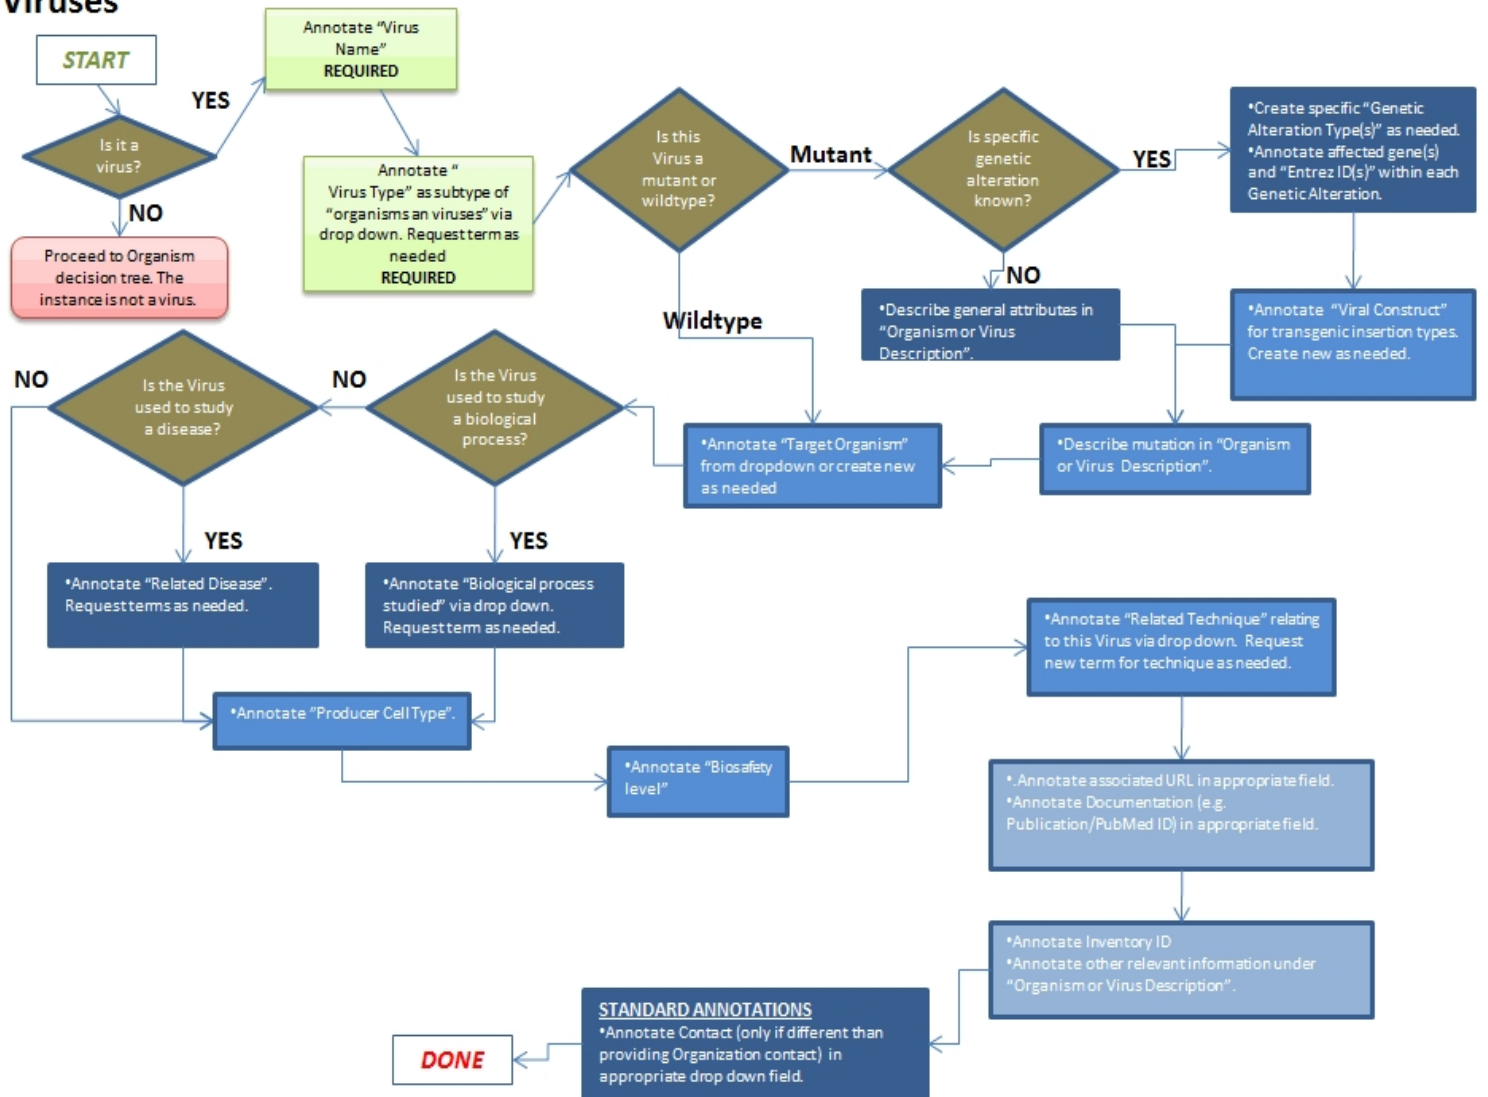 Viruses
START
Is it a
virus?
YES
NO
Proceed to Organism
decision tree. The
instance is not a virus.
Annotate “Virus
Name”
REQUIRED
Annotate “
Virus Type” as subtype of
“organisms an viruses” via
drop down. Request term as
needed
REQUIRED
Is this
Virus a
mutant or
wildtype?
Mutant
Wildtype
Is specific
genetic
alteration
known?
YES
NO
•Create specific “Genetic
Alteration Type(s)” as needed.
•Annotate affected gene(s)
and “Entrez ID(s)” within each
Genetic Alteration.
•Describe general attributes in
“Organism or Virus
Description”.
•Annotate “Viral Construct”
for transgenic insertion types.
Create new as needed.
•Describe mutation in “Organism
or Virus Description”.
•Annotate “Target Organism”
from dropdown or create new
as needed
Is the Virus
used to study
a biological
process?
NO
YES
Is the Virus
used to study
a disease?
NO
YES
•Annotate “Related Disease”.
Request terms as needed.
•Annotate “Biological process
studied” via drop down.
Request term as needed.
•Annotate “Producer Cell Type”.
•Annotate “Biosafety
level”
•Annotate “Related Technique” relating
to this Virus via drop down. Request
new term for technique as needed.
•.Annotate associated URL in appropriate field.
•Annotate Documentation (e.g.
Publication/PubMed ID) in appropriate field.
•Annotate Inventory ID
•Annotate other relevant information under
“Organism or Virus Description”.
STANDARD ANNOTATIONS
•Annotate Contact (only if different than
providing Organization contact) in
appropriate drop down field.
DONE